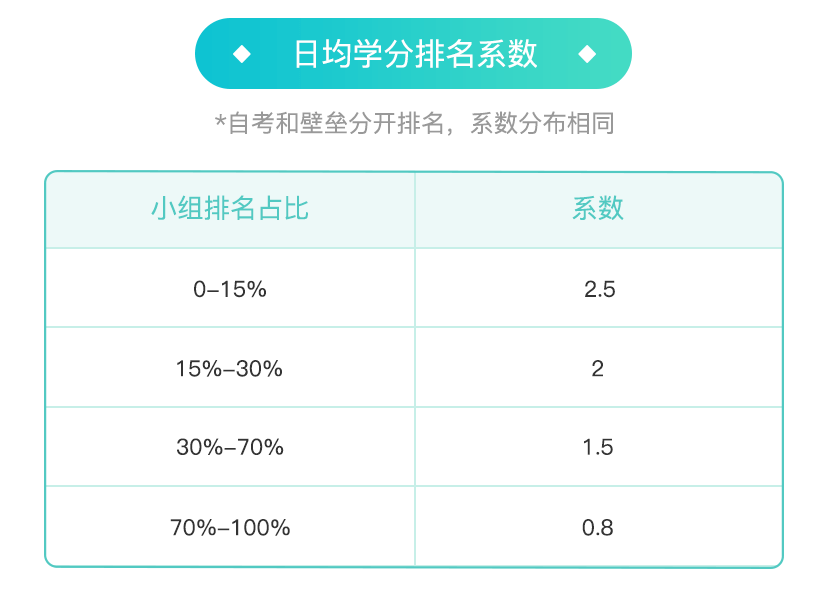 日均学分排名系数
*自考和壁垒分开排名，系数分布相同
小组排名占比 系数
0-15% 2.5
15%-30% 2
30%-70% 1.5
70%-100% 0.8